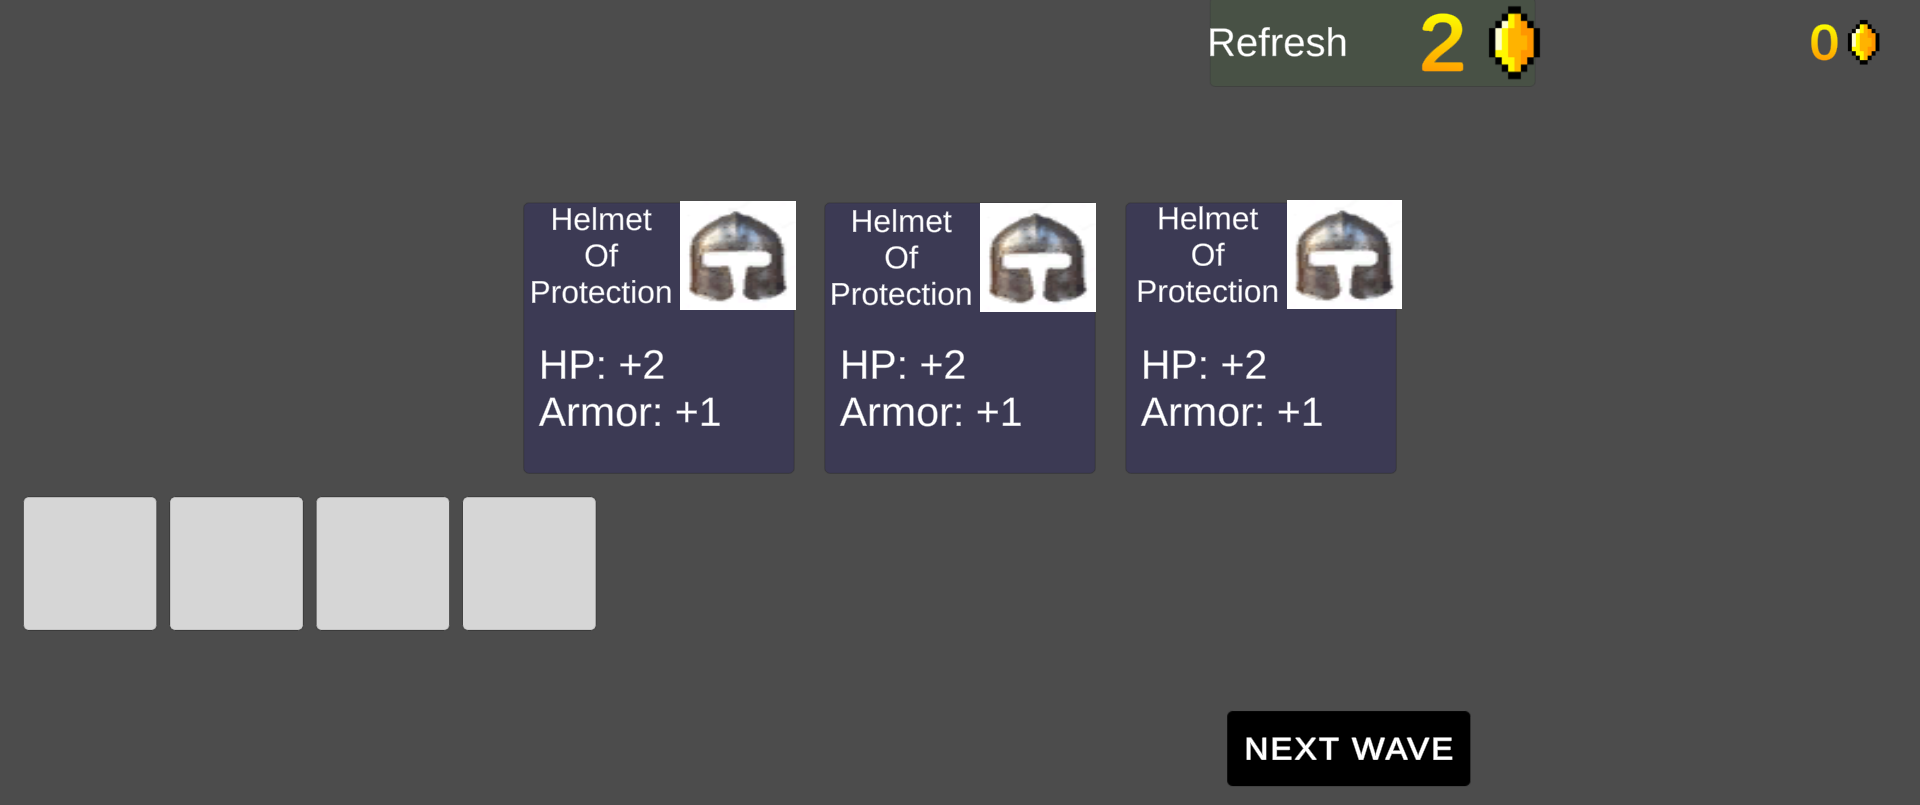 Refresh 2
0
Helmet
Of
Protection
HP: +2
Armor: +1
Helmet
Of
Protection
HP: +2
Armor: +1
Helmet
Of
Protection
HP: +2
Armor: +1
NEXT WAVE